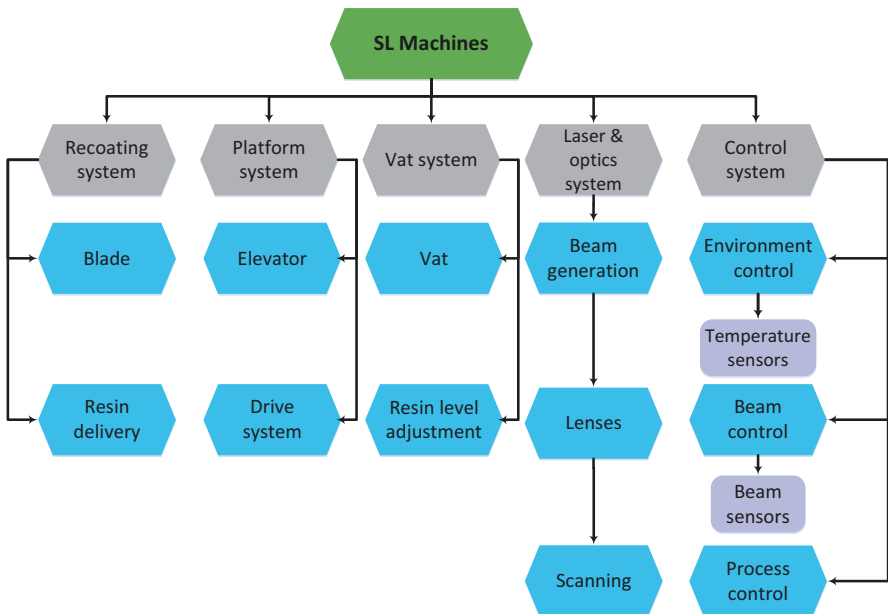 SL Machines
Recoating
system
Platform
system
Vat system
Laser &
optics
system
Control
system
Blade
Elevator
Vat
Beam
generation
Environment
control
Temperature
sensors
Resin
delivery
Drive
system
Resin level
adjustment
Lenses
Beam
control
Beam
sensors
Scanning
Process
control